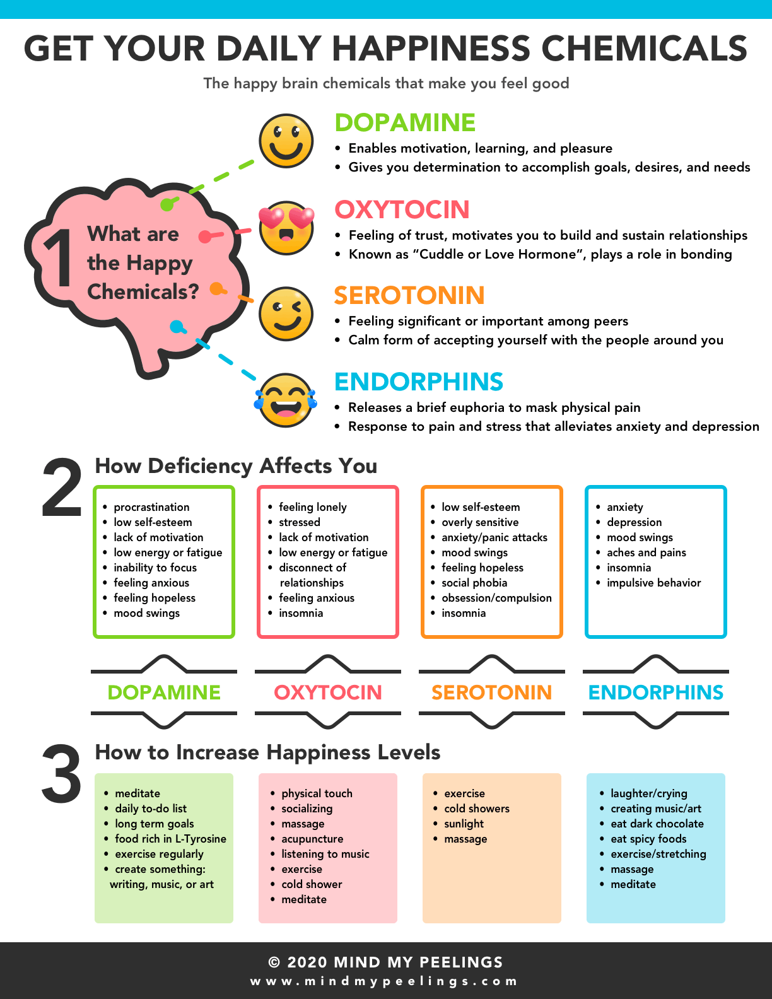 GET YOUR DAILY HAPPINESS CHEMICALS
The happy brain chemicals that make you feel good
1
What are
the Happy
Chemicals?
DOPAMINE
• Enables motivation, learning, and pleasure
• Gives you determination to accomplish goals, desires, and needs
OXYTOCIN
• Feeling of trust, motivates you to build and sustain relationships
• Known as “Cuddle or Love Hormone”, plays a role in bonding
SEROTONIN
• Feeling significant or important among peers
• Calm form of accepting yourself with the people around you
ENDORPHINS
• Releases a brief euphoria to mask physical pain
• Response to pain and stress that alleviates anxiety and depression
2
How Deficiency Affects You
• procrastination
• low self-esteem
• lack of motivation
• low energy or fatigue
• inability to focus
• feeling anxious
• feeling hopeless
• mood swings
• feeling lonely
• stressed
• lack of motivation
• low energy or fatigue
• disconnect of
relationships
• feeling anxious
• insomnia
• low self-esteem
• overly sensitive
• anxiety/panic attacks
• mood swings
• feeling hopeless
• social phobia
• obsession/compulsion
• insomnia
• anxiety
• depression
• mood swings
• aches and pains
• insomnia
• impulsive behavior
DOPAMINE
OXYTOCIN
SEROTONIN
ENDORPHINS
3
How to Increase Happiness Levels
• meditate
• daily to-do list
• long term goals
• food rich in L-Tyrosine
• exercise regularly
• create something:
writing, music, or art
• physical touch
• socializing
• massage
• acupuncture
• listening to music
• exercise
• cold shower
• meditate
• exercise
• cold showers
• sunlight
• massage
• laughter/crying
• creating music/art
• eat dark chocolate
• eat spicy foods
• exercise/stretching
• massage
• meditate
© 2020 MIND MY PEELINGS
www.mindmypeelings.com